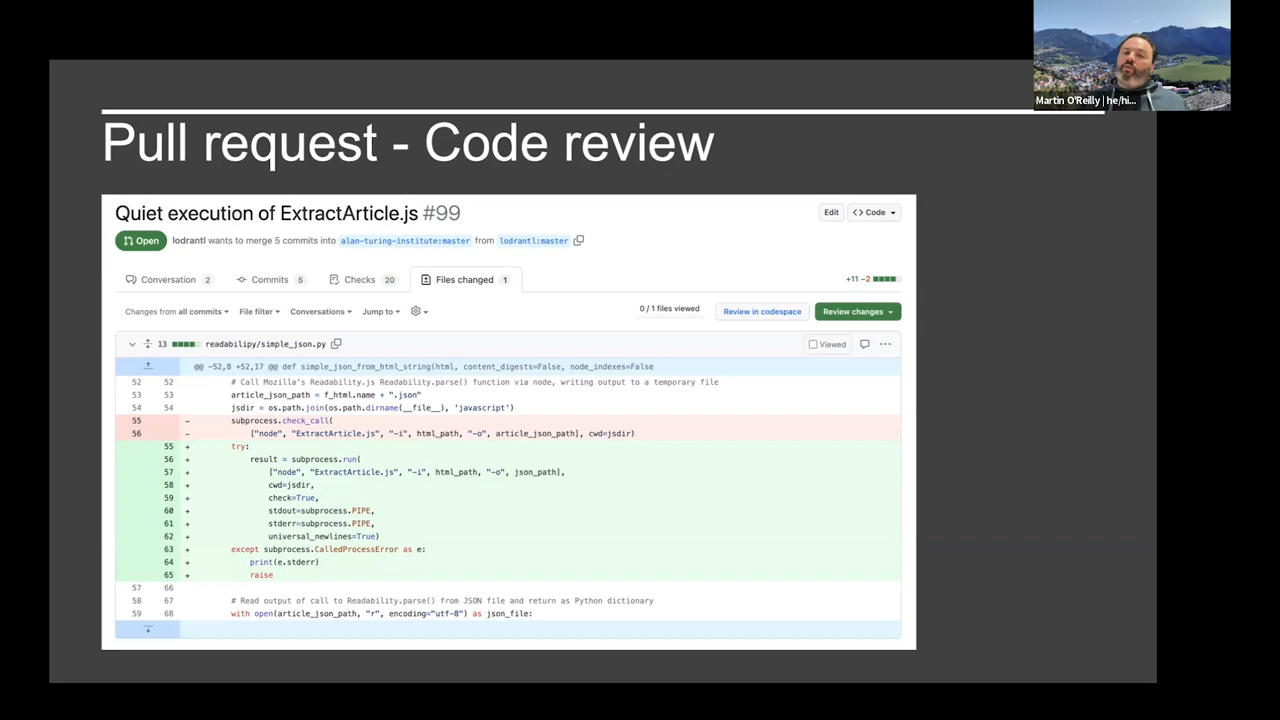 Martin O'Reilly | he/hi...
Pull request - Code review
Quiet execution of ExtractArticle.js #99
Edit
<> Code
Open
lodrantl wants to merge 5 commits into alan-turing-institute:master from lodrantl:master
Conversation 2 Commits 5 Checks 20 Files changed 1
+11 −2
Changes from all commits File filter Conversations Jump to
0 / 1 files viewed
Review in codespace
Review changes
13 readabilipy/simple_json.py
Viewed
@@ -52,8 +52,17 @@ def simple_json_from_html_string(html, content_digests=False, node_indexes=False
52 52 # Call Mozilla's Readability.js Readability.parse() function via node, writing output to a temporary file
53 53 article_json_path = f_html.name + ".json"
54 54 jsdir = os.path.join(os.path.dirname(__file__), 'javascript')
55 - subprocess.check_call(
56 - ["node", "ExtractArticle.js", "-i", html_path, "-o", article_json_path], cwd=jsdir)
55 + try:
56 + result = subprocess.run(
57 + ["node", "ExtractArticle.js", "-i", html_path, "-o", json_path],
58 + cwd=jsdir,
59 + check=True,
60 + stdout=subprocess.PIPE,
61 + stderr=subprocess.PIPE,
62 + universal_newlines=True)
63 + except subprocess.CalledProcessError as e:
64 + print(e.stderr)
65 + raise
57 66
58 67 # Read output of call to Readability.parse() from JSON file and return as Python dictionary
59 68 with open(article_json_path, "r", encoding="utf-8") as json_file: